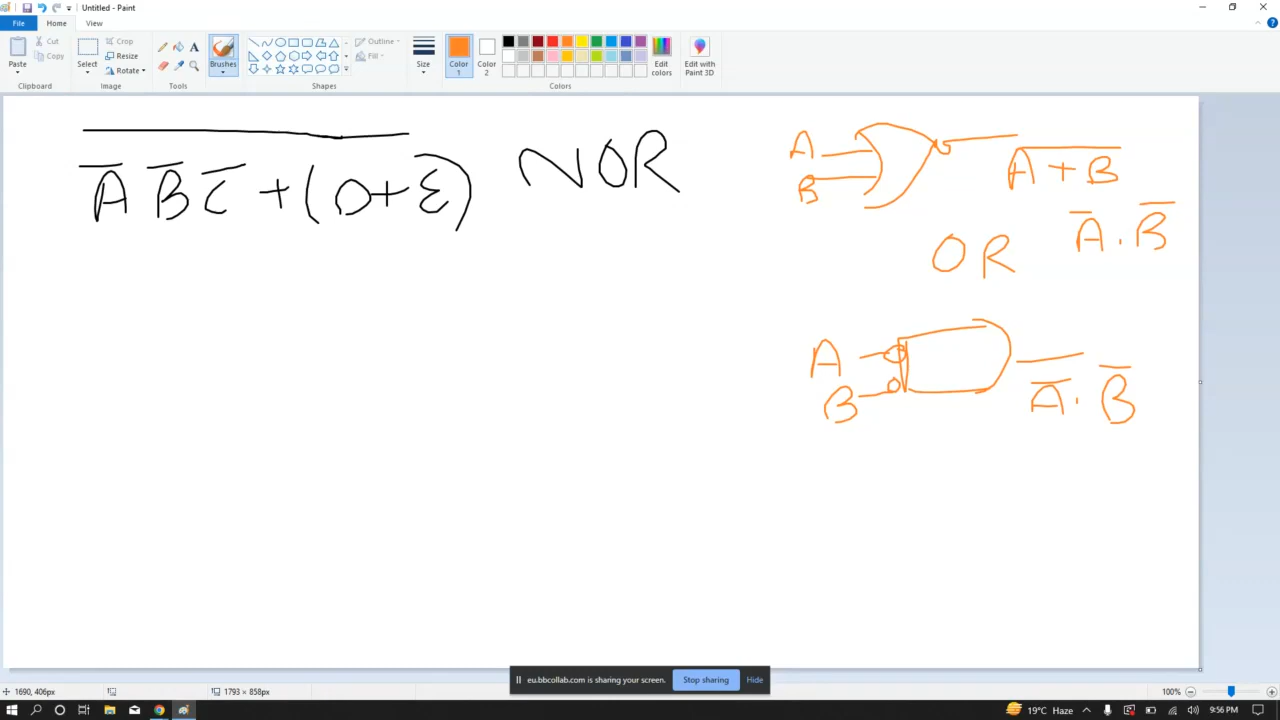 Untitled - Paint
File Home View
Paste
Cut
Copy
Clipboard
Select
Crop
Resize
Rotate
Image
Tools
Brushes
Shapes
Outline
Fill
Size
Color 1
Color 2
Colors
Edit colors
Edit with Paint 3D
A̅ B̅ C̅ + (D+E) NOR
A
B
A+B
A̅ . B̅
OR
A
B
A̅ . B̅
eu.bbcollab.com is sharing your screen. Stop sharing Hide
1690, 406px 1793 × 858px 100%
19°C Haze 9:56 PM